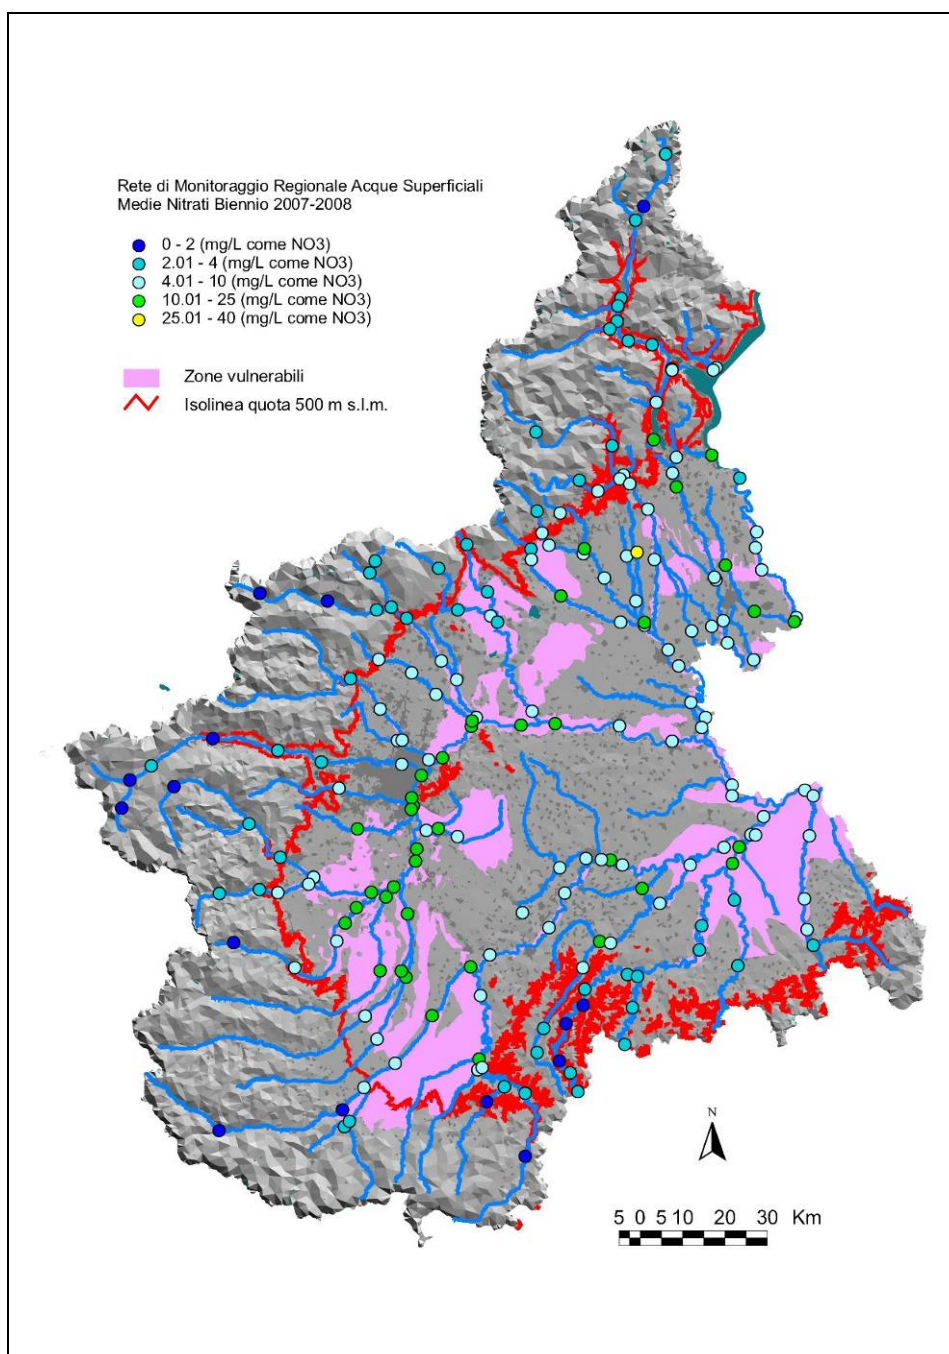 Rete di Monitoraggio Regionale Acque Superficiali
Medie Nitrati Biennio 2007-2008
0 - 2 (mg/L come NO3)
2.01 - 4 (mg/L come NO3)
4.01 - 10 (mg/L come NO3)
10.01 - 25 (mg/L come NO3)
25.01 - 40 (mg/L come NO3)
Zone vulnerabili
Isolinea quota 500 m s.l.m.
N
5 0 5 10 20 30 Km